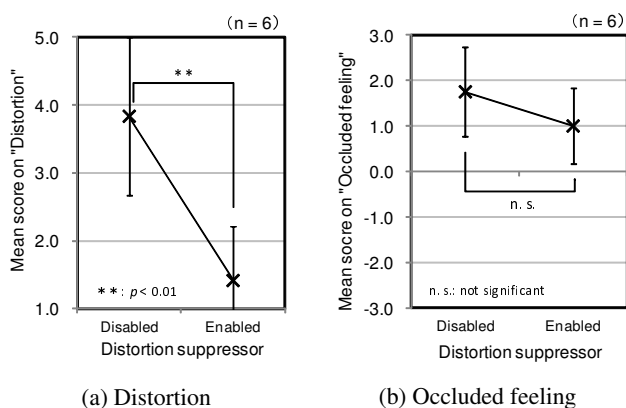 (n = 6)
5.0
4.0
3.0
2.0
1.0
Mean score on "Distortion"
**
**: p < 0.01
Disabled
Enabled
Distortion suppressor
(a) Distortion
(n = 6)
3.0
2.0
1.0
0.0
-1.0
-2.0
-3.0
Mean socre on "Occluded feeling"
n. s.
n. s.: not significant
Disabled
Enabled
Distortion suppressor
(b) Occluded feeling